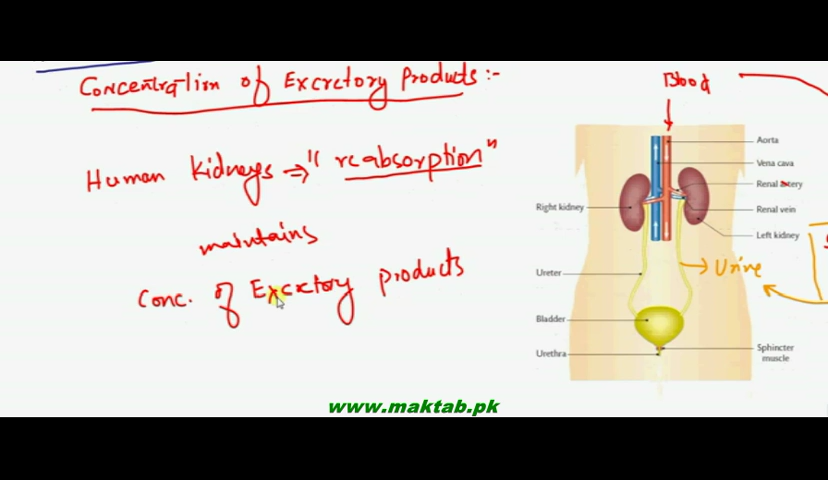 Concentration of Excretory Products:-
Blood
Human Kidneys ⇒ "reabsorption"
maintains
Conc. of Excretory products
Aorta
Vena cava
Renal artery
Renal vein
Left kidney
Right kidney
Ureter
Urine
Bladder
Urethra
Sphincter
muscle
www.maktab.pk